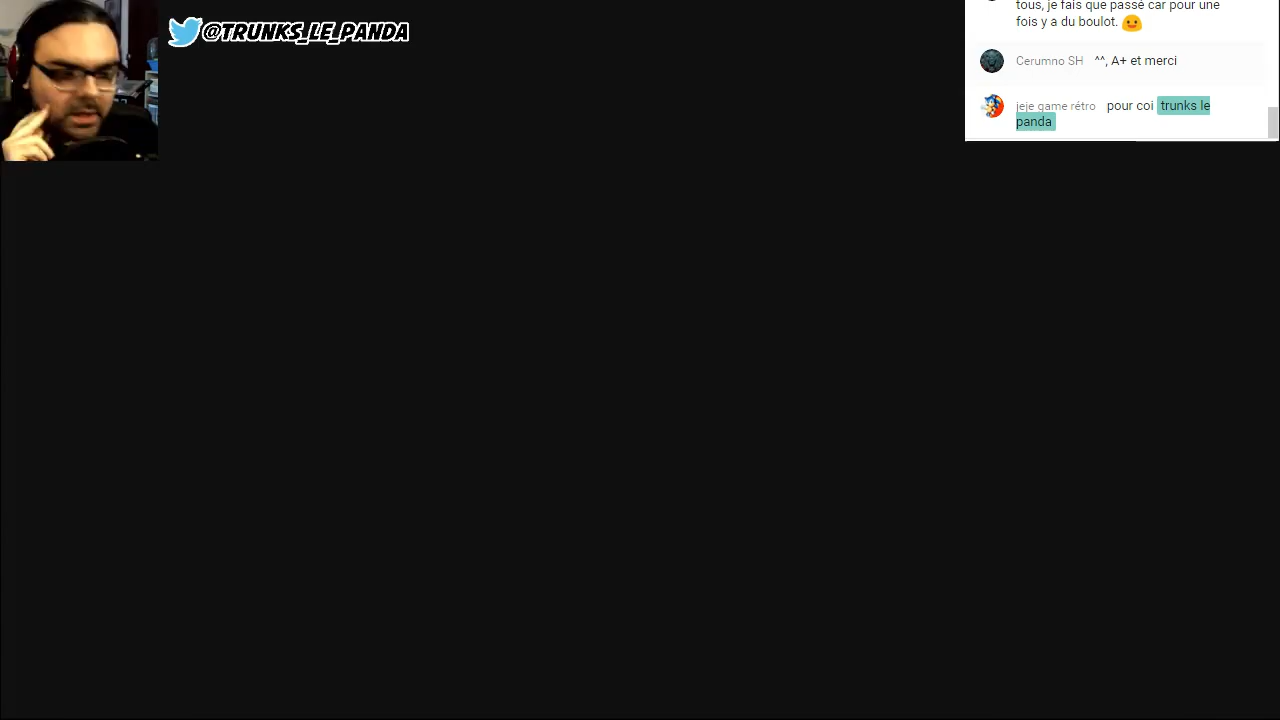 @TRUNKS_LE_PANDA
tous, je fais que passé car pour une
fois y a du boulot.
Cerumno SH ^^, A+ et merci
jeje game rétro pour coi trunks le
panda